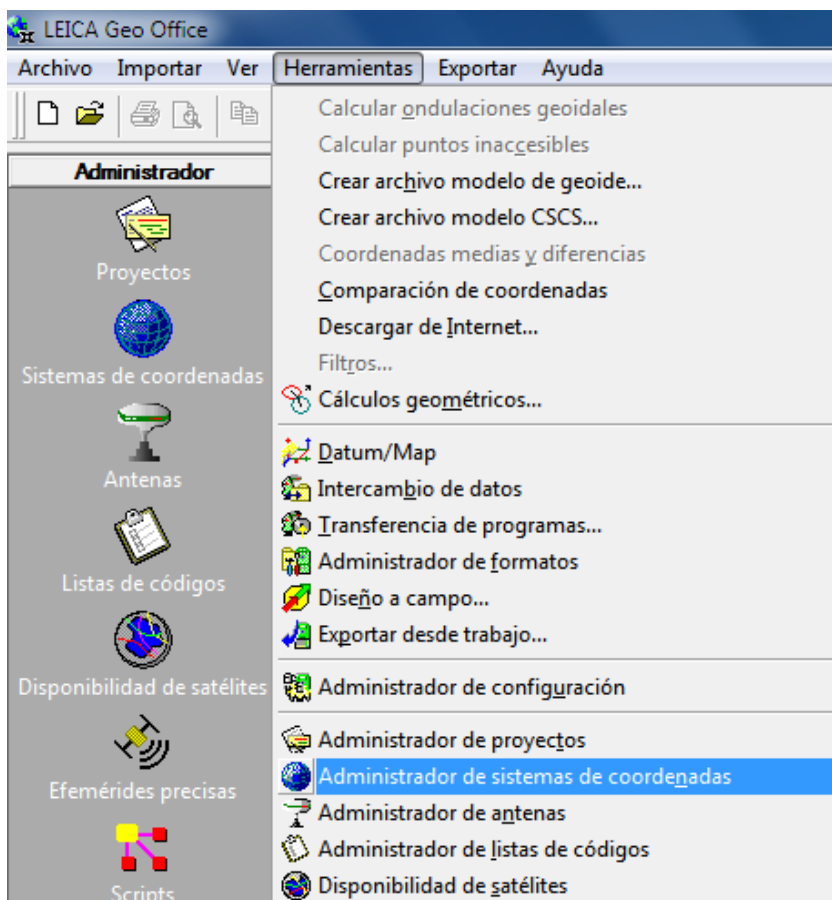 LEICA Geo Office
Archivo Importar Ver Herramientas Exportar Ayuda
Administrador
Proyectos
Sistemas de coordenadas
Antenas
Listas de códigos
Disponibilidad de satélites
Efemérides precisas
Scripts
Calcular ondulaciones geoidales
Calcular puntos inaccesibles
Crear archivo modelo de geoide...
Crear archivo modelo CSCS...
Coordenadas medias y diferencias
Comparación de coordenadas
Descargar de Internet...
Filtros...
Cálculos geométricos...
Datum/Map
Intercambio de datos
Transferencia de programas...
Administrador de formatos
Diseño a campo...
Exportar desde trabajo...
Administrador de configuración
Administrador de proyectos
Administrador de sistemas de coordenadas
Administrador de antenas
Administrador de listas de códigos
Disponibilidad de satélites